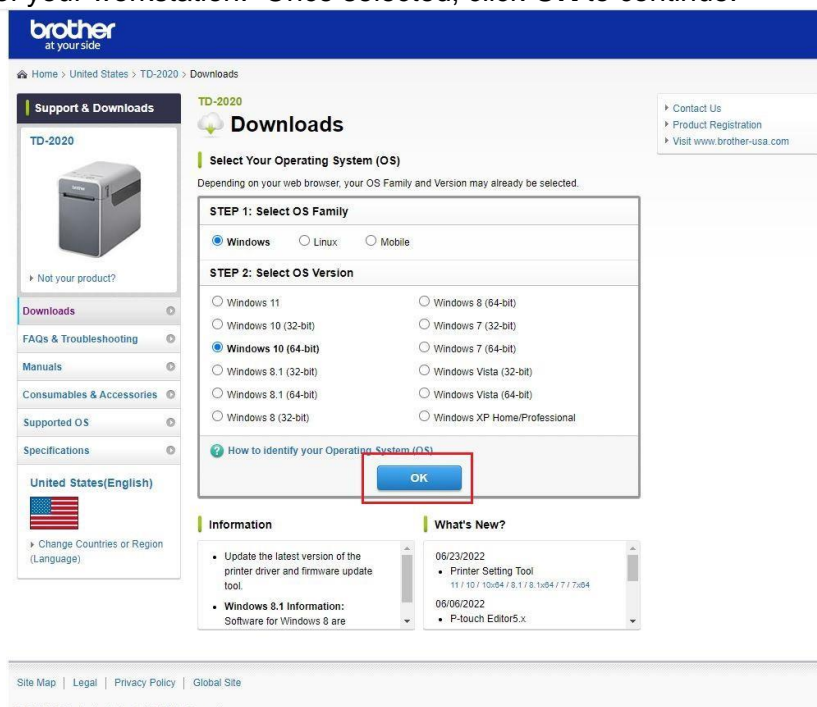 of your workstation. Once selected, click OK to continue.
brother
at your side
Home > United States > TD-2020 > Downloads
Support & Downloads
TD-2020
Not your product?
Downloads
FAQs & Troubleshooting
Manuals
Consumables & Accessories
Supported OS
Specifications
United States(English)
Change Countries or Region
(Language)
TD-2020
Downloads
Select Your Operating System (OS)
Depending on your web browser, your OS Family and Version may already be selected.
STEP 1: Select OS Family
Windows Linux Mobile
STEP 2: Select OS Version
Windows 11 Windows 8 (64-bit)
Windows 10 (32-bit) Windows 7 (32-bit)
Windows 10 (64-bit) Windows 7 (64-bit)
Windows 8.1 (32-bit) Windows Vista (32-bit)
Windows 8.1 (64-bit) Windows Vista (64-bit)
Windows 8 (32-bit) Windows XP Home/Professional
How to identify your Operating System (OS)
OK
Information
• Update the latest version of the
printer driver and firmware update
tool.
• Windows 8.1 Information:
Software for Windows 8 are
What's New?
06/23/2022
• Printer Setting Tool
11 / 10 / 10x64 / 8.1 / 8.1x64 / 7 / 7x64
06/06/2022
• P-touch Editor5.x
Contact Us
Product Registration
Visit www.brother-usa.com
Site Map | Legal | Privacy Policy | Global Site